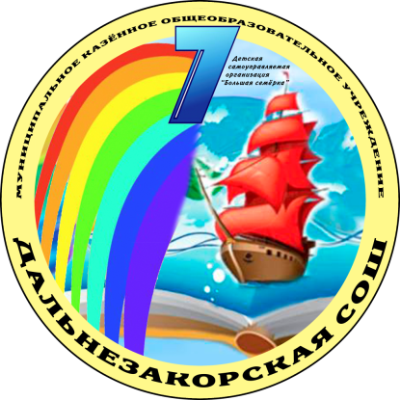 МУНИЦИПАЛЬНОЕ КАЗЁННОЕ ОБЩЕОБРАЗОВАТЕЛЬНОЕ УЧРЕЖДЕНИЕ
7
Детская
самоуправляемая
организация
"Большая семёрка"
ДАЛЬНЕЗАКОРСКАЯ СОШ